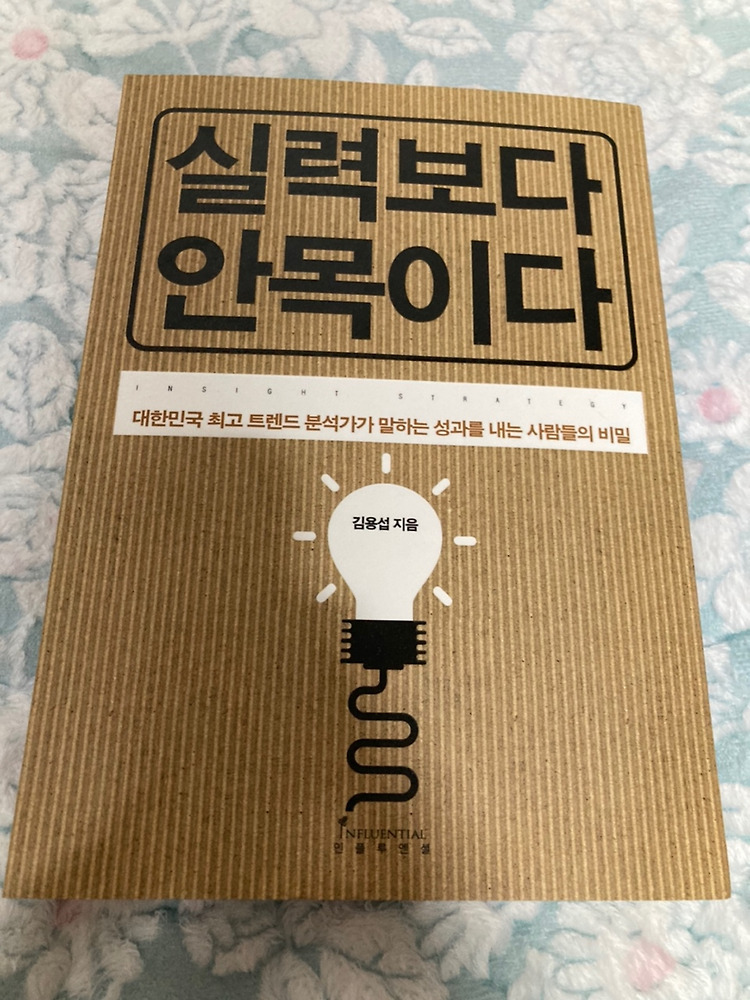 실력보다
안목이다
INSIGHT STRATEGY
대한민국 최고 트렌드 분석가가 말하는 성과를 내는 사람들의 비밀
김용섭 지음
INFLUENTIAL
인플루엔셜